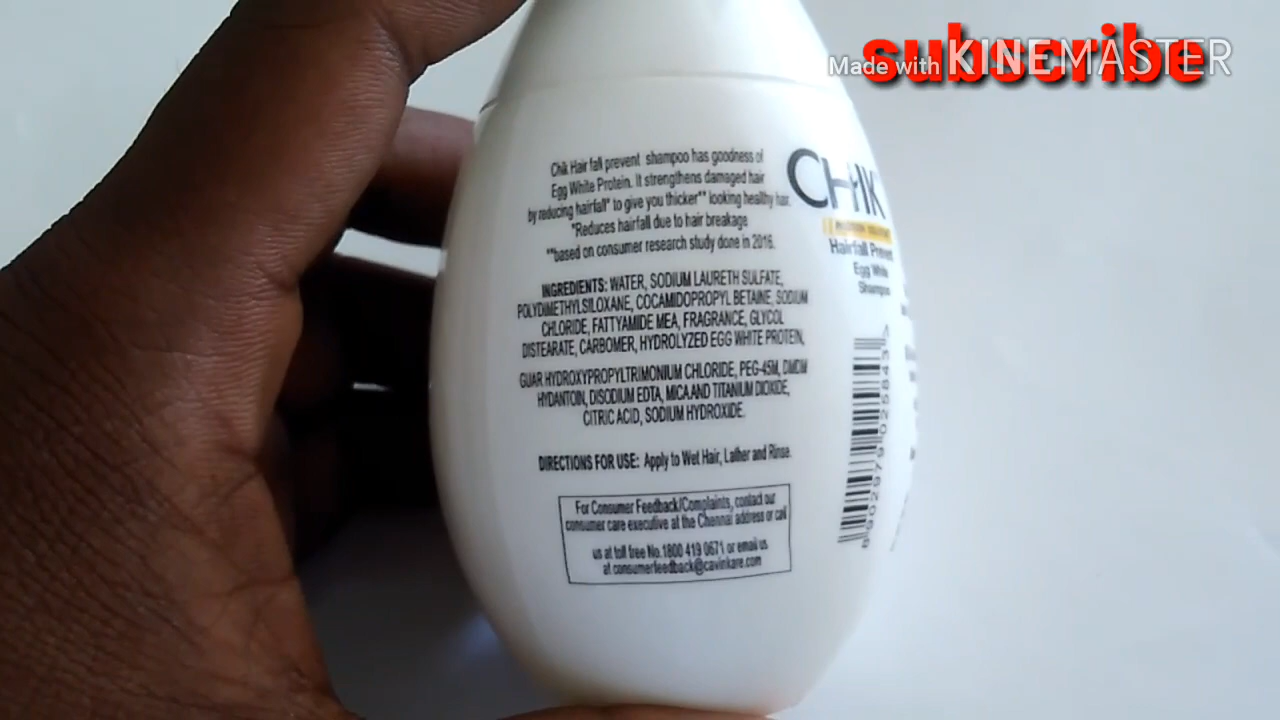 subscribe
Made with KINEMASTER
Chik Hair fall prevent shampoo has goodness of
Egg White Protein. It strengthens damaged hair
by reducing hairfall* to give you thicker** looking healthy hair.
*Reduces hairfall due to hair breakage
**based on consumer research study done in 2016.
INGREDIENTS: WATER, SODIUM LAURETH SULFATE,
POLYDIMETHYLSILOXANE, COCAMIDOPROPYL BETAINE, SODIUM
CHLORIDE, FATTYAMIDE MEA, FRAGRANCE, GLYCOL
DISTEARATE, CARBOMER, HYDROLYZED EGG WHITE PROTEIN,
GUAR HYDROXYPROPYLTRIMONIUM CHLORIDE, PEG-45M, DMDM
HYDANTOIN, DISODIUM EDTA, MICA AND TITANIUM DIOXIDE,
CITRIC ACID, SODIUM HYDROXIDE.
DIRECTIONS FOR USE: Apply to Wet Hair, Lather and Rinse.
For Consumer Feedback/Complaints, contact our
consumer care executive at the Chennai address or call
us at toll free No.1800 419 0671 or email us
at consumerfeedback@cavinkare.com
CHIK
Hairfall Prevent
Egg White
Shampoo
8902979025843